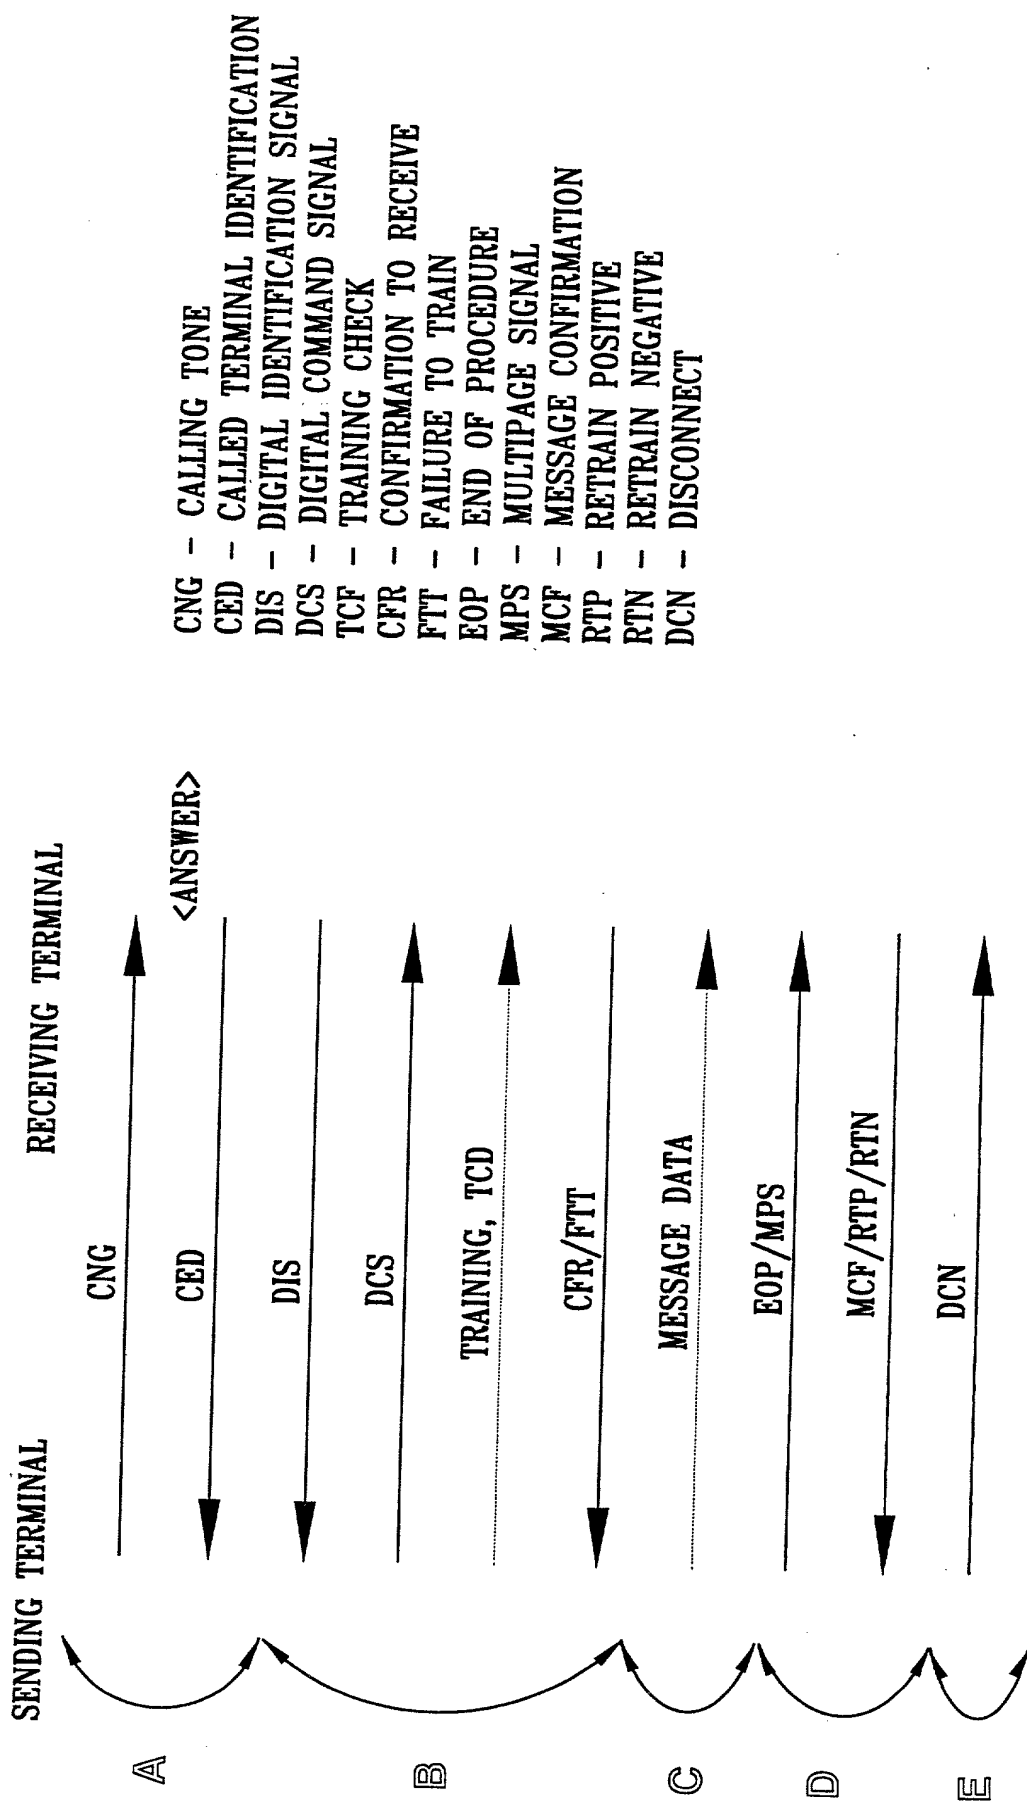 SENDING TERMINAL
RECEIVING TERMINAL
A
CNG
<ANSWER>
CED
B
DIS
DCS
TRAINING, TCD
CFR/FTT
C
MESSAGE DATA
D
EOP/MPS
MCF/RTP/RTN
E
DCN
CNG - CALLING TONE
CED - CALLED TERMINAL IDENTIFICATION
DIS - DIGITAL IDENTIFICATION SIGNAL
DCS - DIGITAL COMMAND SIGNAL
TCF - TRAINING CHECK
CFR - CONFIRMATION TO RECEIVE
FTT - FAILURE TO TRAIN
EOP - END OF PROCEDURE
MPS - MULTIPAGE SIGNAL
MCF - MESSAGE CONFIRMATION
RTP - RETRAIN POSITIVE
RTN - RETRAIN NEGATIVE
DCN - DISCONNECT